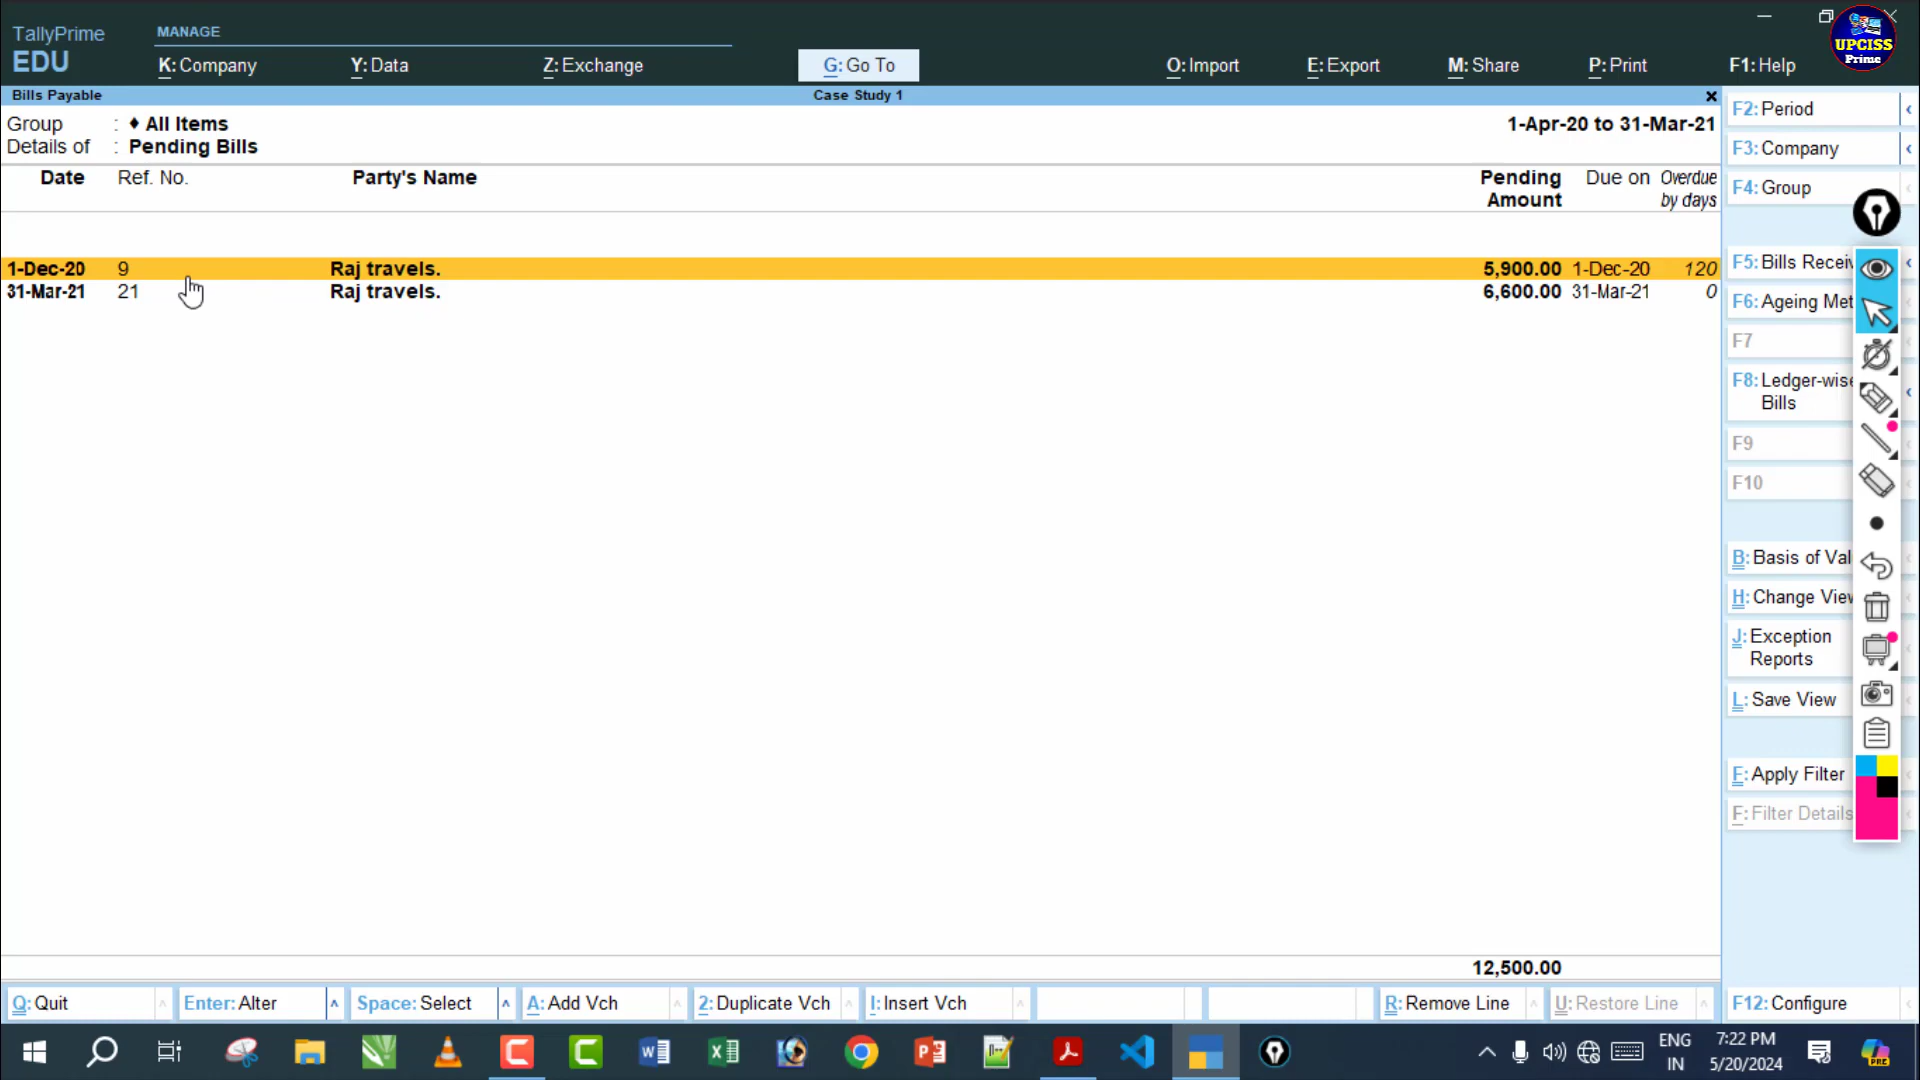 TallyPrime
EDU
MANAGE
K: Company
Y: Data
Z: Exchange
G: Go To
O: Import
E: Export
M: Share
P: Print
F1: Help
UPCISS
Prime
Bills Payable
Case Study 1
Group : ♦ All Items
1-Apr-20 to 31-Mar-21
Details of : Pending Bills
Date Ref. No. Party's Name Pending Amount Due on Overdue by days
1-Dec-20 9 Raj travels. 5,900.00 1-Dec-20 120
31-Mar-21 21 Raj travels. 6,600.00 31-Mar-21 0
12,500.00
F2: Period
F3: Company
F4: Group
F5: Bills Receiv
F6: Ageing Met
F7
F8: Ledger-wise
Bills
F9
F10
B: Basis of Val
H: Change View
J: Exception
Reports
L: Save View
F: Apply Filter
F: Filter Details
F12: Configure
Q: Quit
Enter: Alter
Space: Select
A: Add Vch
2: Duplicate Vch
I: Insert Vch
R: Remove Line
U: Restore Line
ENG
IN
7:22 PM
5/20/2024
PRE